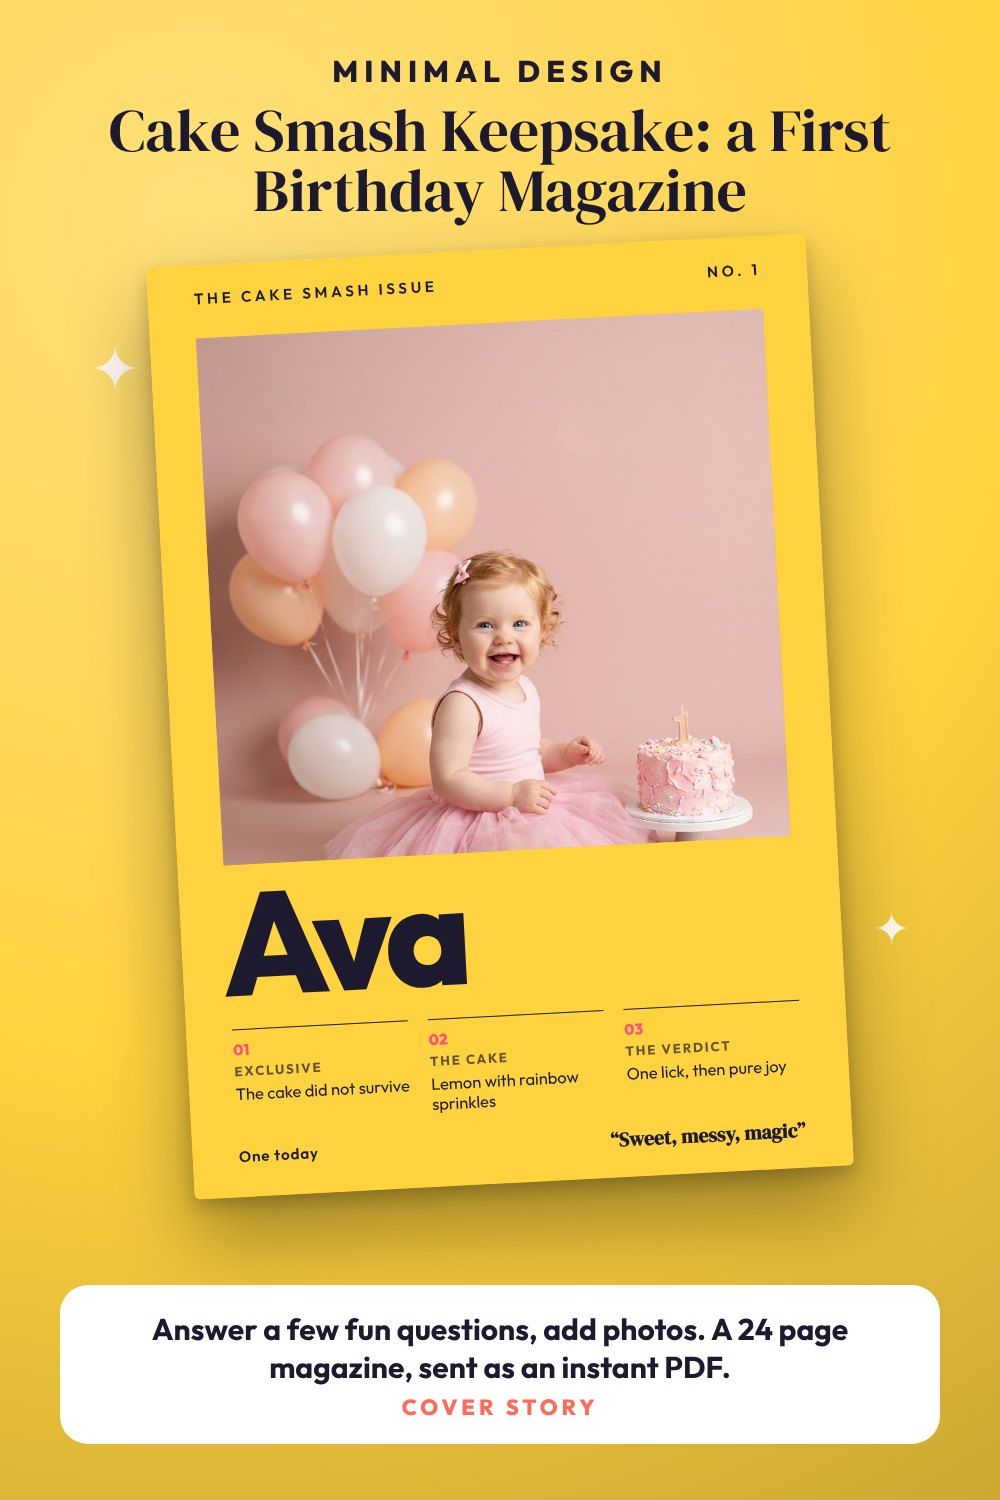 MINIMAL DESIGN
Cake Smash Keepsake: a First
Birthday Magazine
THE CAKE SMASH ISSUE
NO. 1
1
Ava
01
EXCLUSIVE
The cake did not survive
02
THE CAKE
Lemon with rainbow
sprinkles
03
THE VERDICT
One lick, then pure joy
One today
“Sweet, messy, magic”
Answer a few fun questions, add photos. A 24 page
magazine, sent as an instant PDF.
COVER STORY